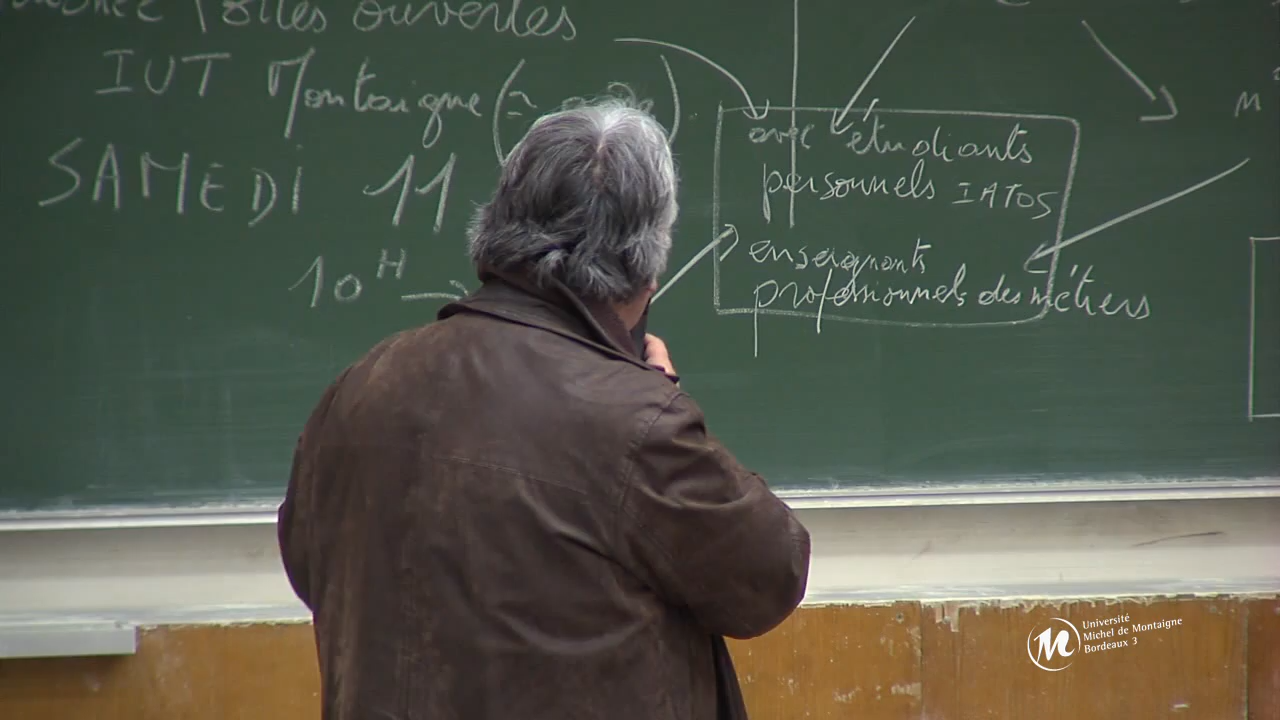 Portes ouvertes
IUT Montaigne (
SAMEDI 11
10H
avec étudiants
personnels IATOS
enseignants
professionnels des métiers
Université
Michel de Montaigne
Bordeaux 3